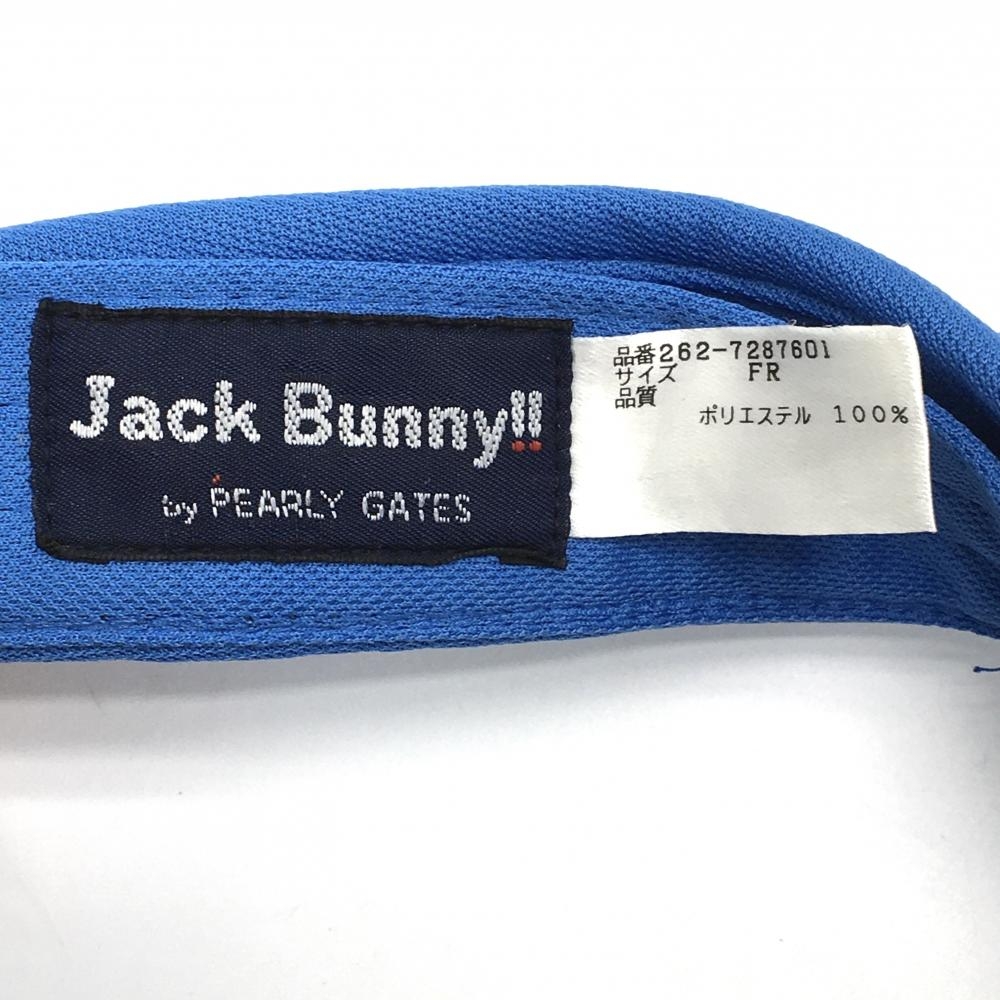 Jack Bunny!!
by PEARLY GATES
品番262-7287601
サイズ FR
品質
ポリエステル 100%